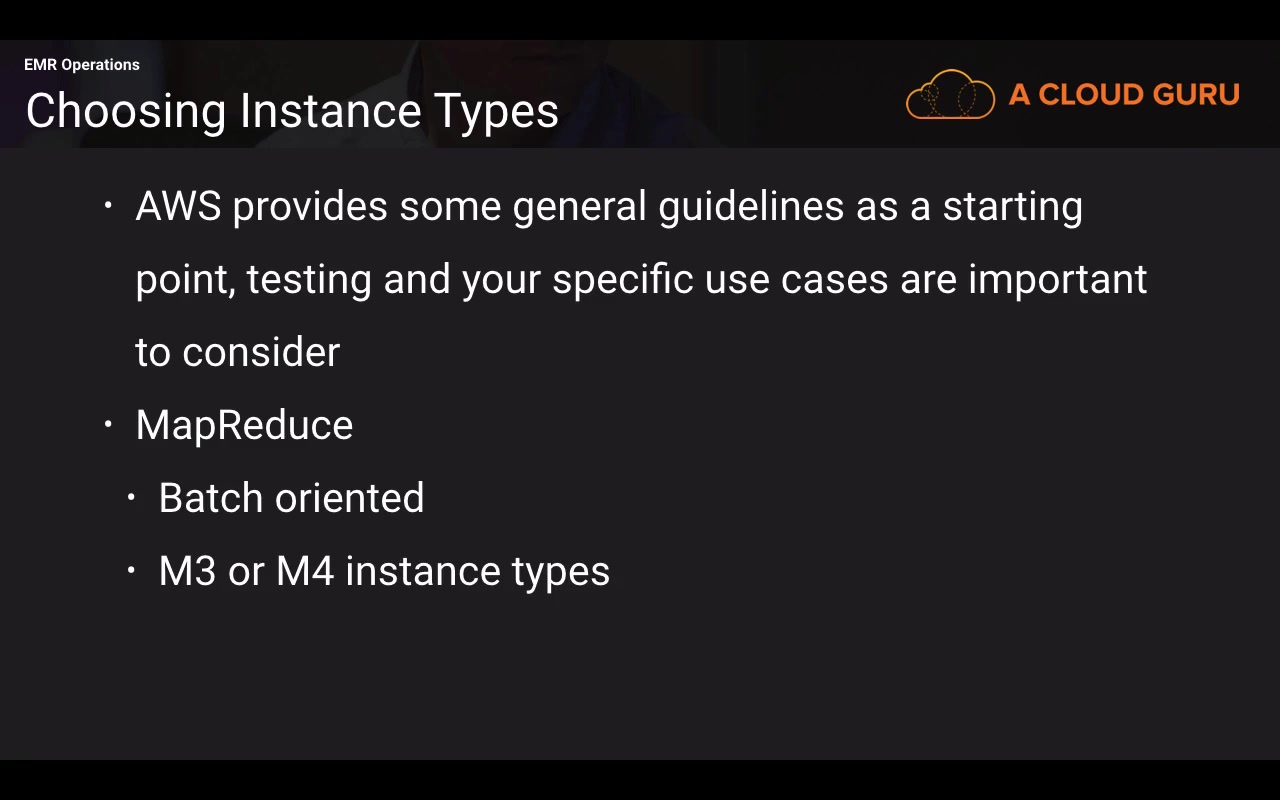 EMR Operations
Choosing Instance Types
A CLOUD GURU
• AWS provides some general guidelines as a starting
point, testing and your specific use cases are important
to consider
• MapReduce
• Batch oriented
• M3 or M4 instance types